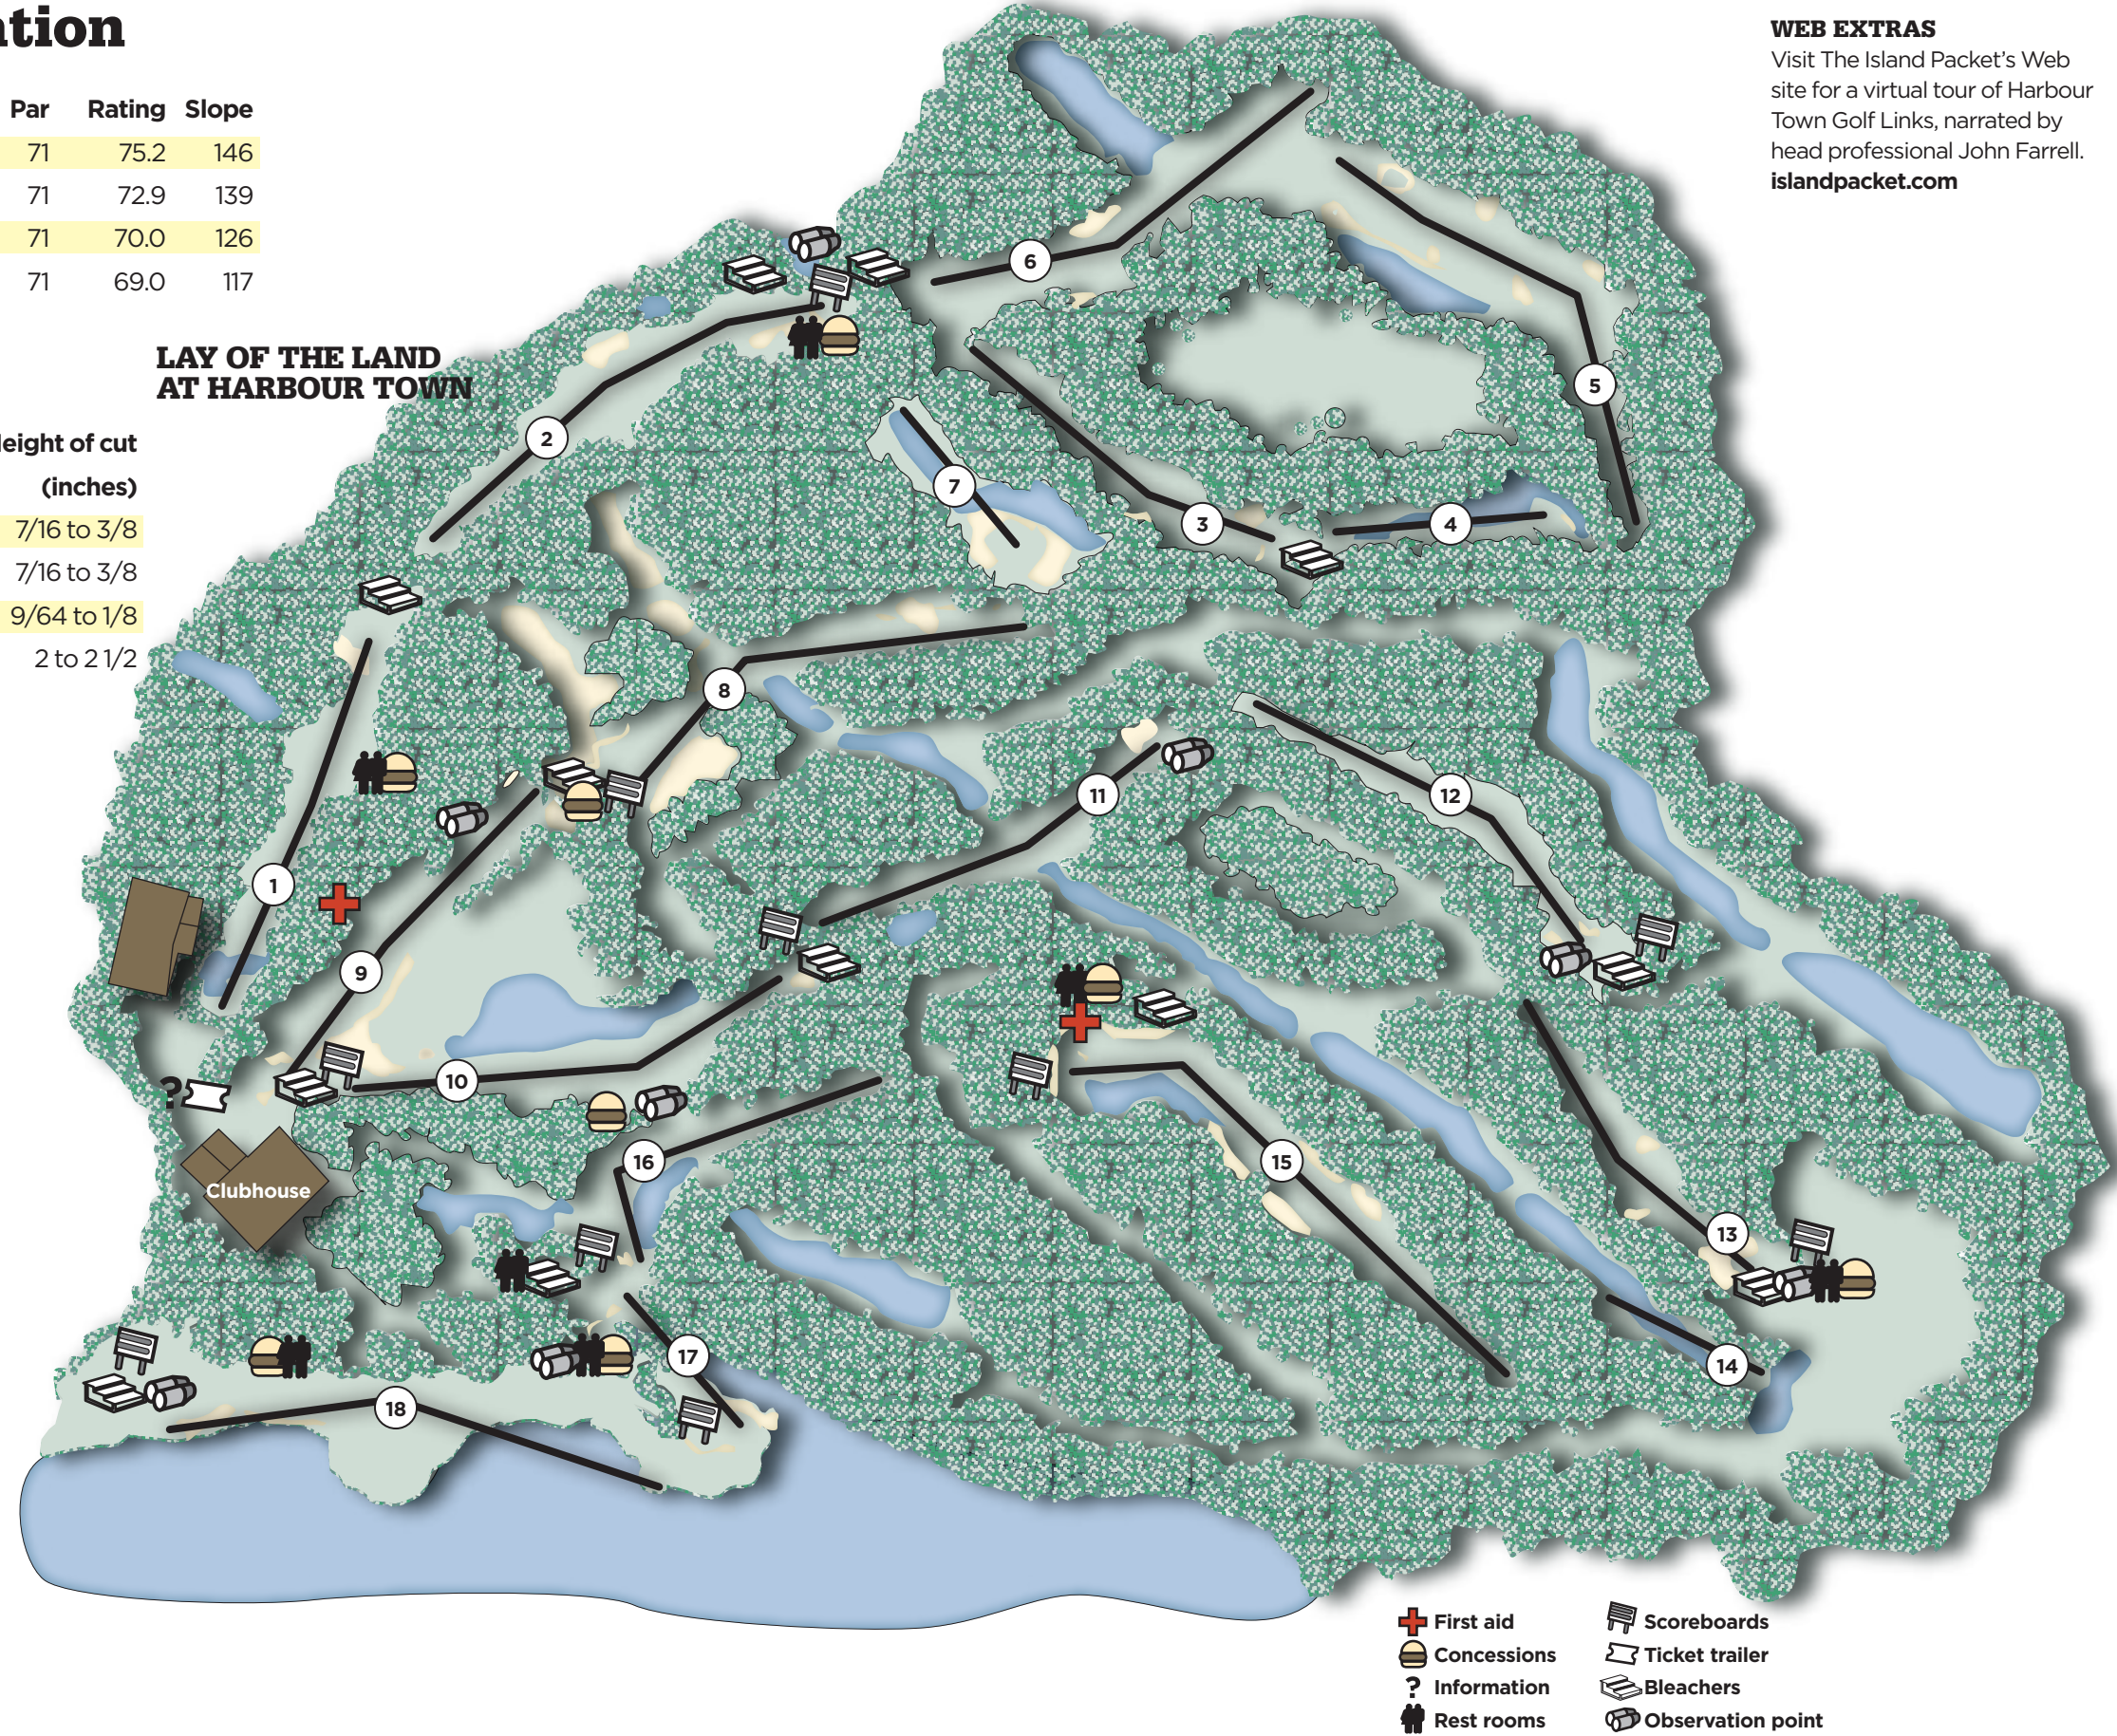 Par Rating Slope
71 75.2 146
71 72.9 139
71 70.0 126
71 69.0 117
LAY OF THE LAND
AT HARBOUR TOWN
of cut
(inches)
7/16 to 3/8
7/16 to 3/8
9/64 to 1/8
2 to 2 1/2
WEB EXTRAS
Visit The Island Packet's Web
site for a virtual tour of Harbour
Town Golf Links, narrated by
head professional John Farrell.
islandpacket.com
6
5
2
7
3
4
8
11
12
1
9
10
?
16
15
Clubhouse
13
17
14
18
First aid
Concessions
? Information
Rest rooms
Scoreboards
Ticket trailer
Bleachers
Observation point